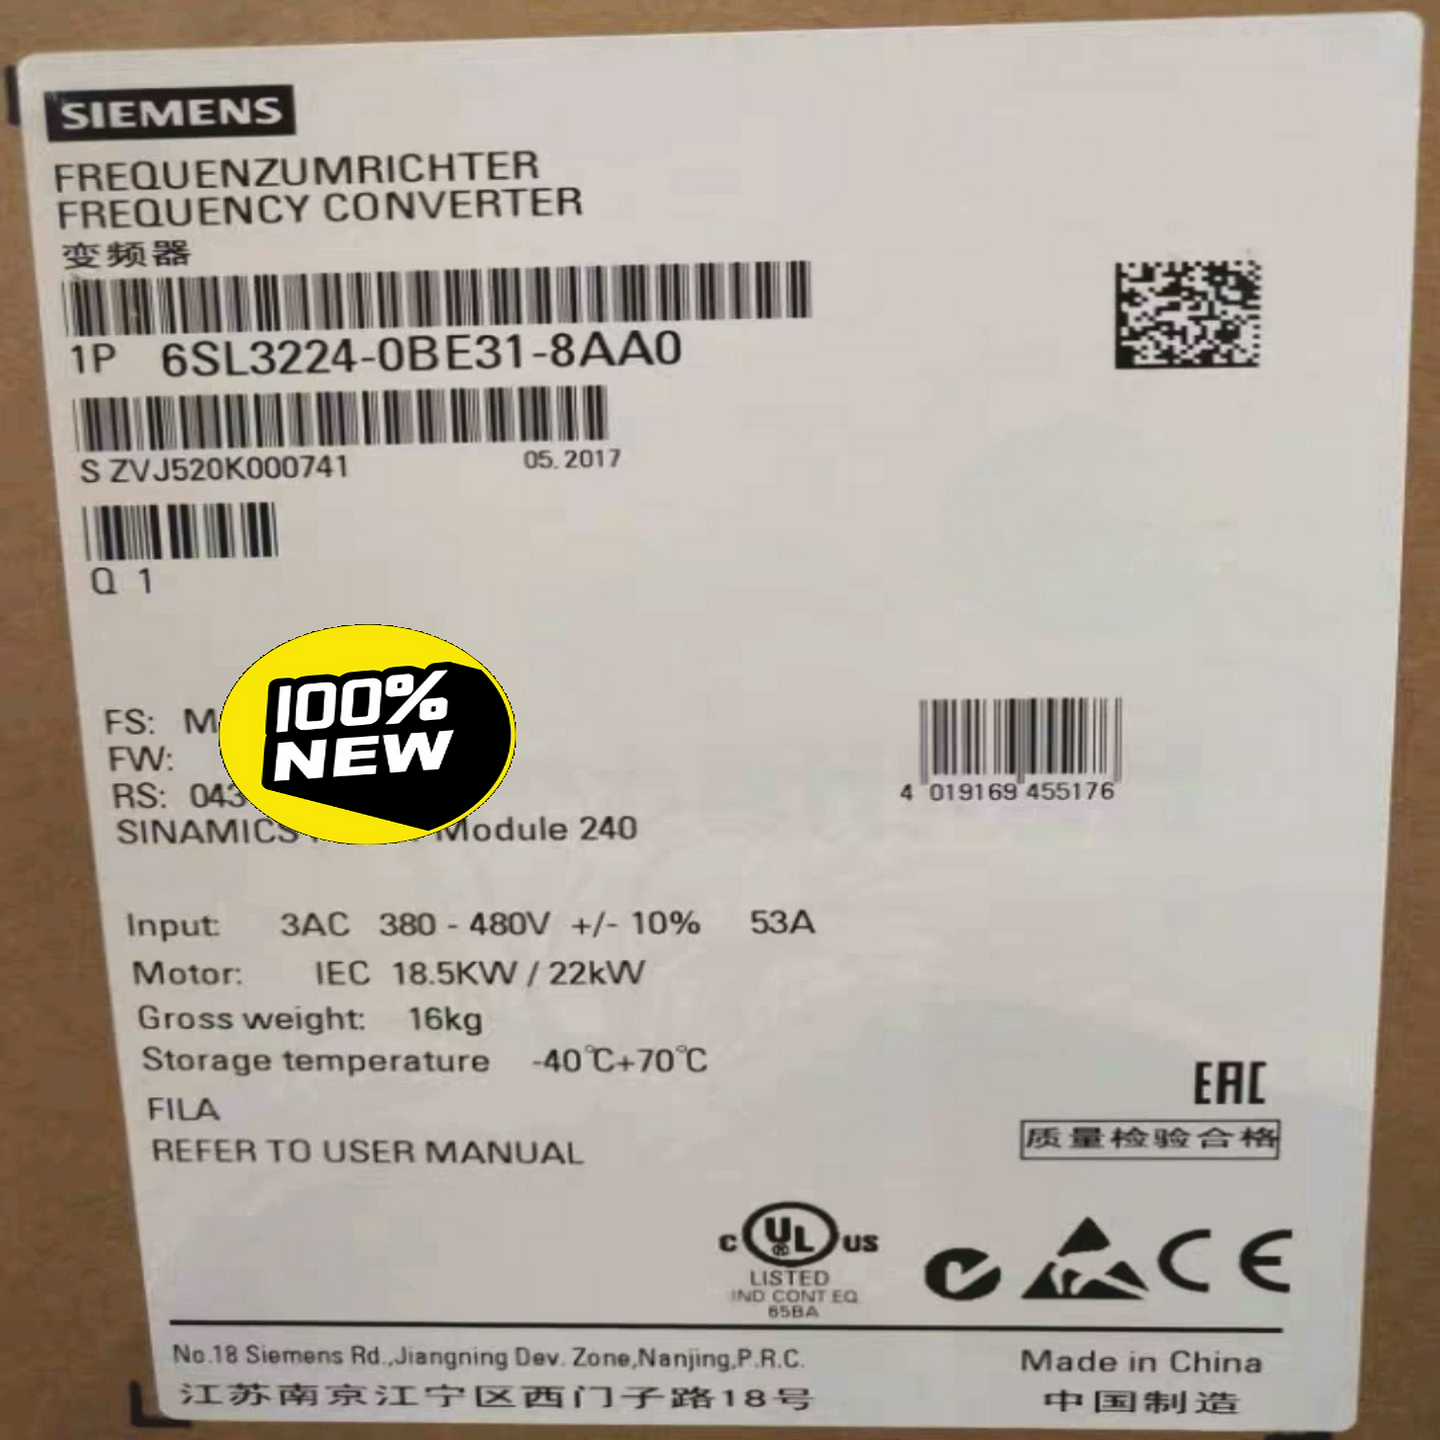 SIEMENS
FREQUENZUMRICHTER
FREQUENCY CONVERTER
变频器
1P 6SL3224-0BE31-8AA0
S ZVJ520K000741 05.2017
Q 1
100%
NEW
FS: M
FW:
RS: 043
SINAMICS Module 240
4 019169 455176
Input: 3AC 380 - 480V +/- 10% 53A
Motor: IEC 18.5KW / 22kW
Gross weight: 16kg
Storage temperature -40℃+70℃
FILA
REFER TO USER MANUAL
EAC
质量检验合格
C UL US
®
LISTED
IND CONT EQ
65BA
CE
No.18 Siemens Rd.,Jiangning Dev. Zone,Nanjing,P.R.C. Made in China
江苏南京江宁区西门子路18号 中国制造